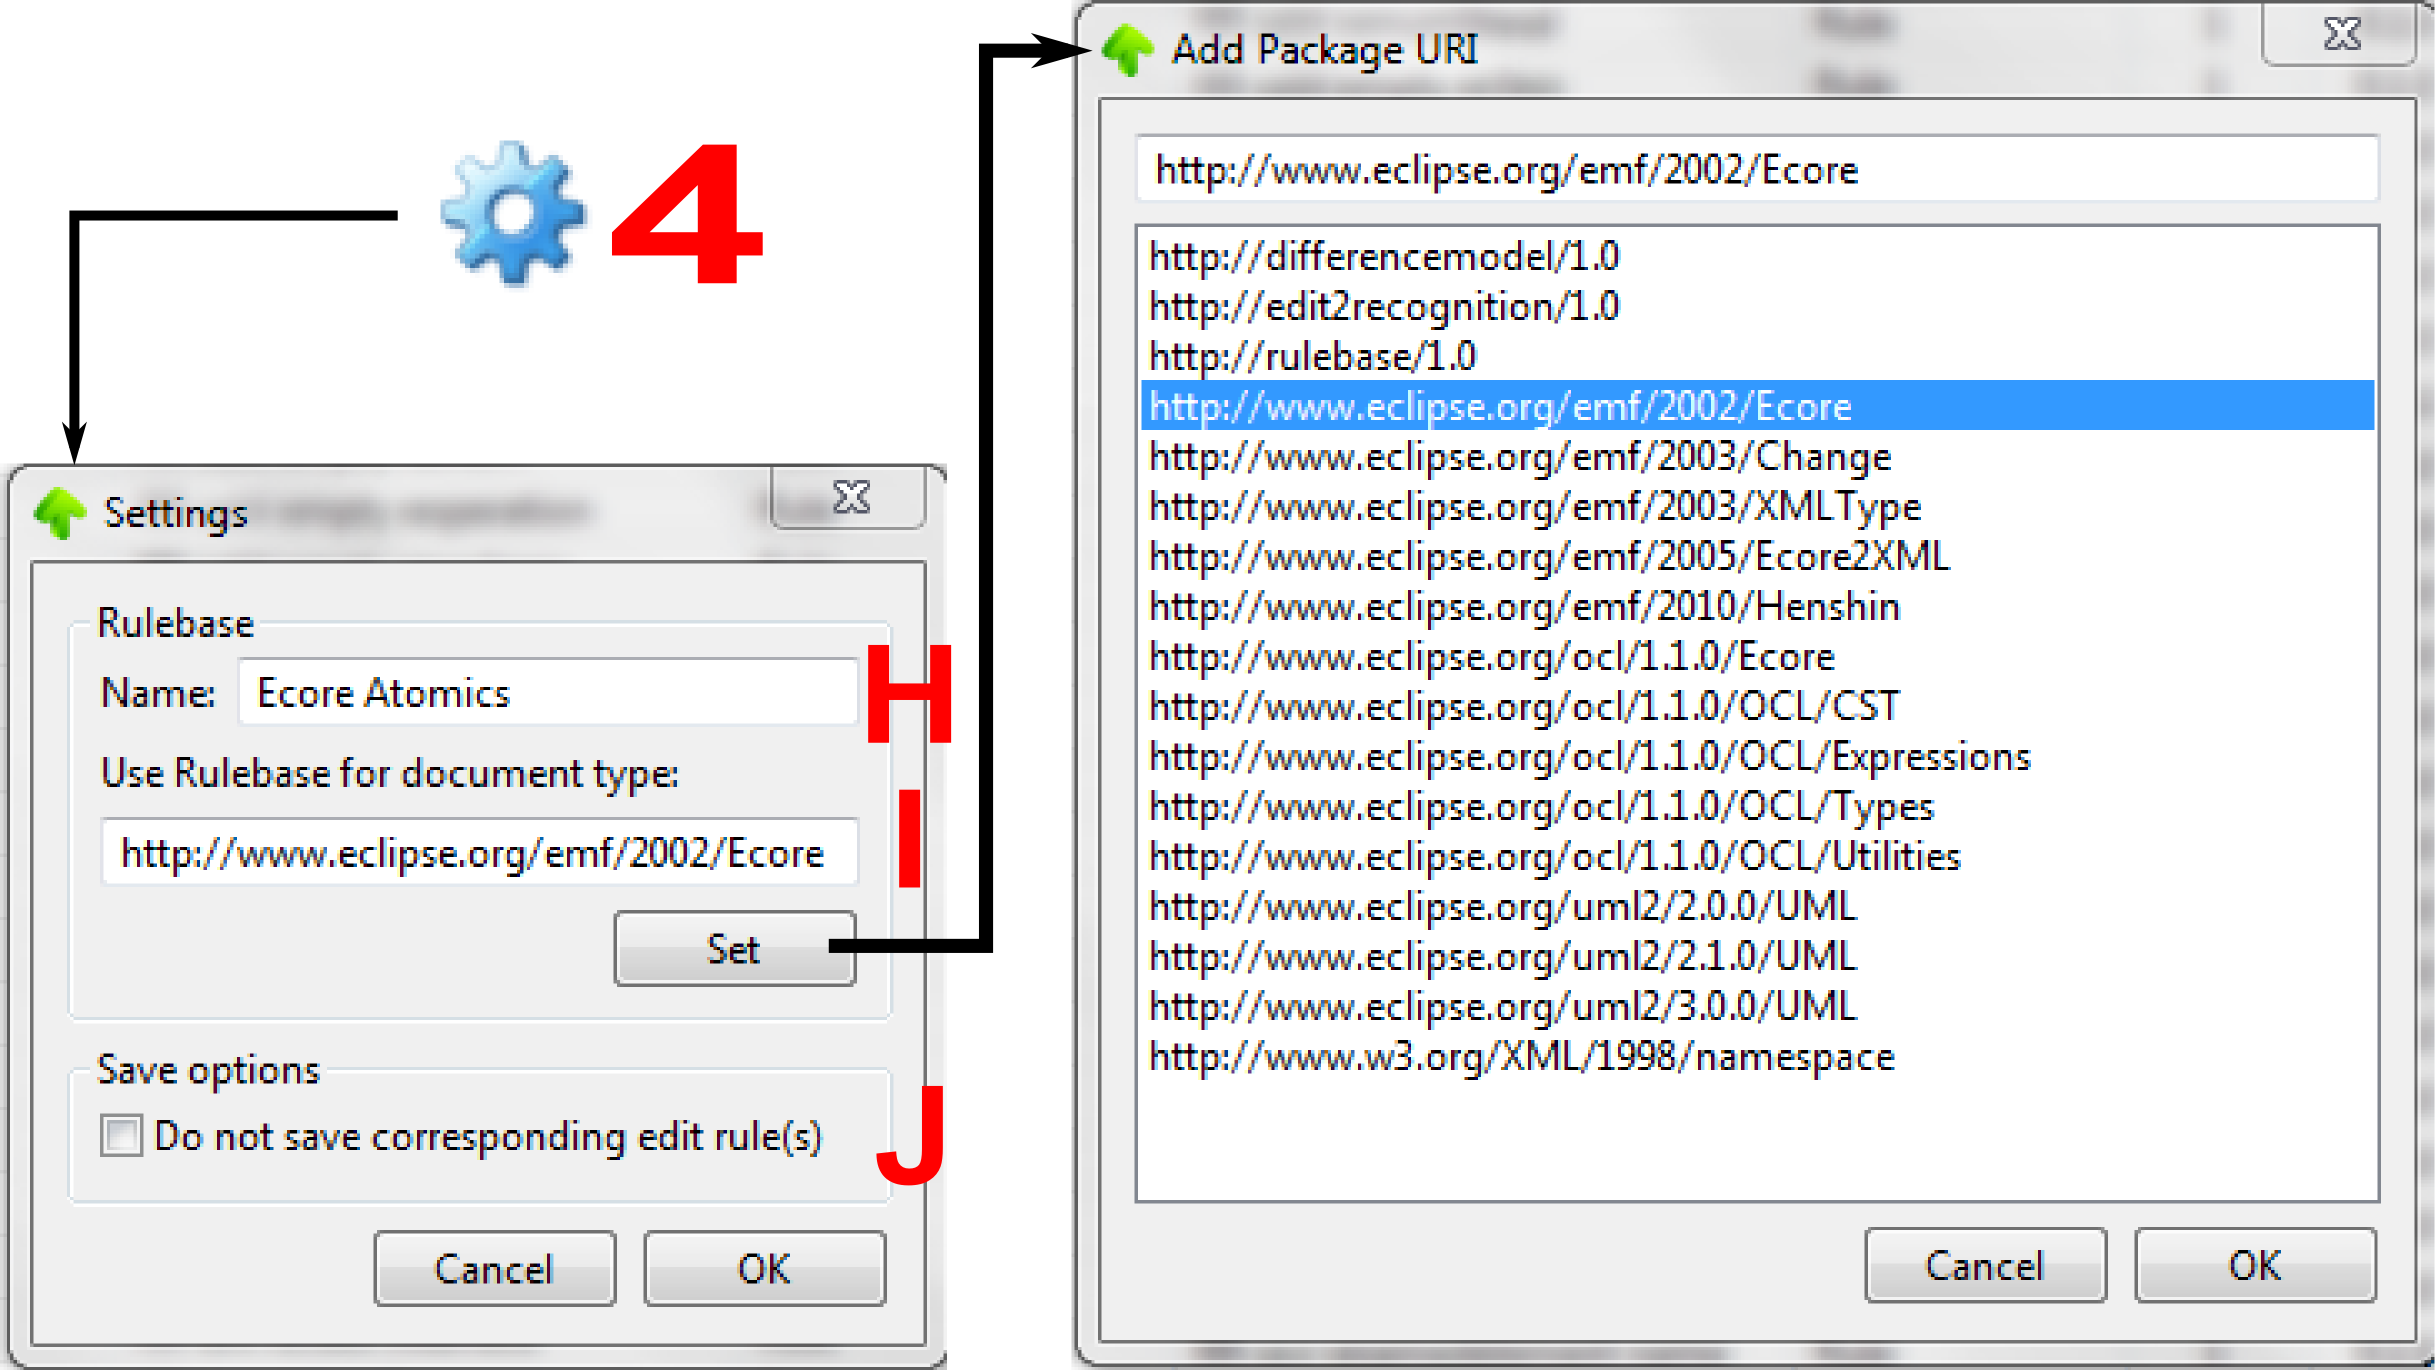 4
Settings
Rulebase
Name: Ecore Atomics
H
Use Rulebase for document type:
I
http://www.eclipse.org/emf/2002/Ecore
Set
Save options
J
Do not save corresponding edit rule(s)
Cancel OK
Add Package URI
http://www.eclipse.org/emf/2002/Ecore
http://differencemodel/1.0
http://edit2recognition/1.0
http://rulebase/1.0
http://www.eclipse.org/emf/2002/Ecore
http://www.eclipse.org/emf/2003/Change
http://www.eclipse.org/emf/2003/XMLType
http://www.eclipse.org/emf/2005/Ecore2XML
http://www.eclipse.org/emf/2010/Henshin
http://www.eclipse.org/ocl/1.1.0/Ecore
http://www.eclipse.org/ocl/1.1.0/OCL/CST
http://www.eclipse.org/ocl/1.1.0/OCL/Expressions
http://www.eclipse.org/ocl/1.1.0/OCL/Types
http://www.eclipse.org/ocl/1.1.0/OCL/Utilities
http://www.eclipse.org/uml2/2.0.0/UML
http://www.eclipse.org/uml2/2.1.0/UML
http://www.eclipse.org/uml2/3.0.0/UML
http://www.w3.org/XML/1998/namespace
Cancel OK